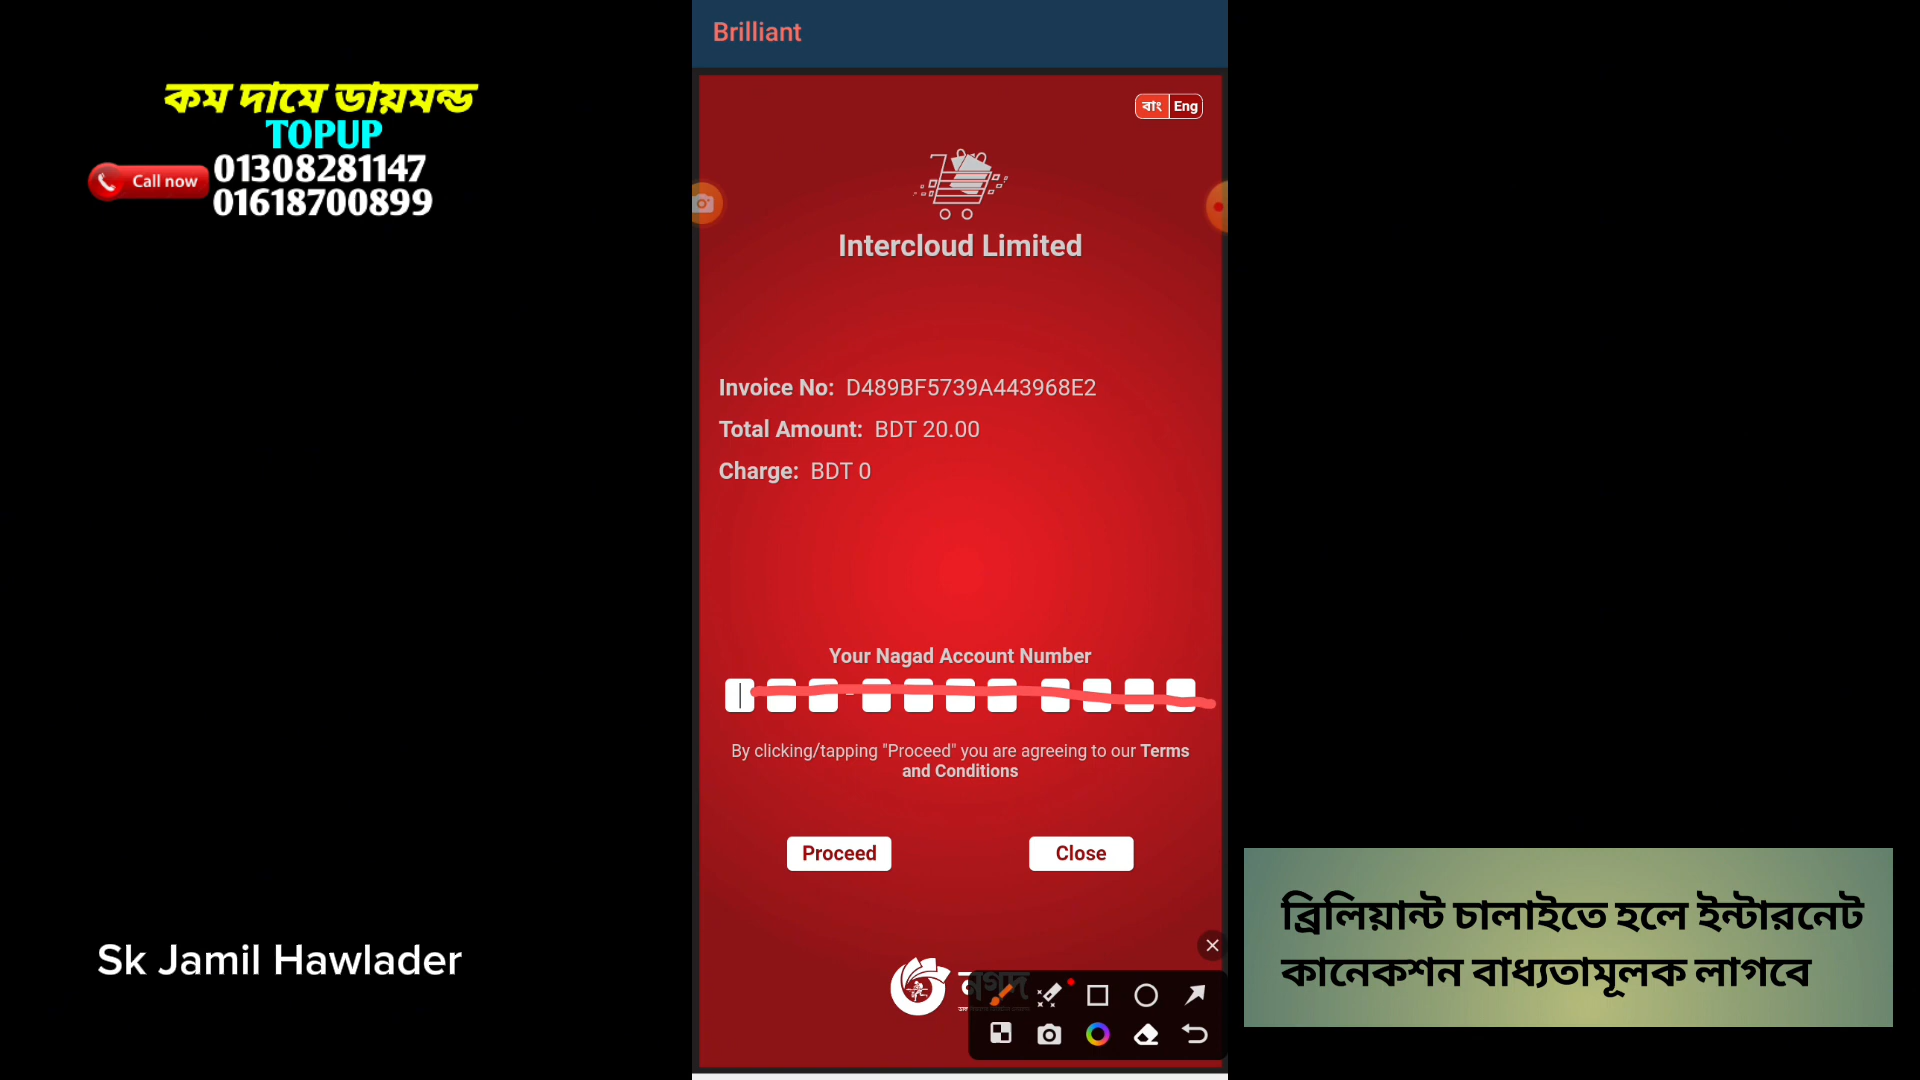 Brilliant
কম দামে ডায়মন্ড
TOPUP
Call now
01308281147
01618700899
বাং Eng
Intercloud Limited
Invoice No: D489BF5739A443968E2
Total Amount: BDT 20.00
Charge: BDT 0
Your Nagad Account Number
By clicking/tapping "Proceed" you are agreeing to our Terms
and Conditions
Proceed
Close
ব্রিলিয়ান্ট চালাইতে হলে ইন্টারনেট
কানেকশন বাধ্যতামূলক লাগবে
Sk Jamil Hawlader
নগদ